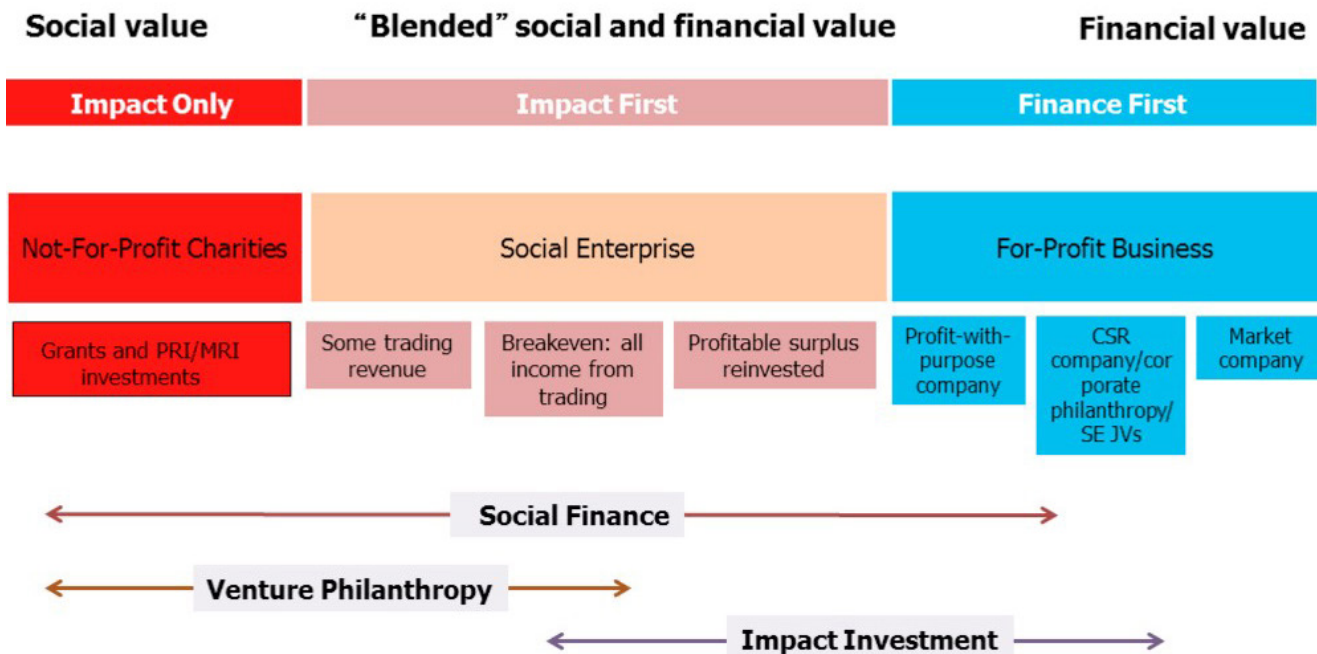 Social value
"Blended" social and financial value
Financial value
Impact Only
Impact First
Finance First
Not-For-Profit Charities
Social Enterprise
For-Profit Business
Grants and PRI/MRI
investments
Some trading
revenue
Breakeven: all
income from
trading
Profitable surplus
reinvested
Profit-with-
purpose
company
CSR
company/cor
porate
philanthropy/
SE JVs
Market
company
Social Finance
Venture Philanthropy
Impact Investment